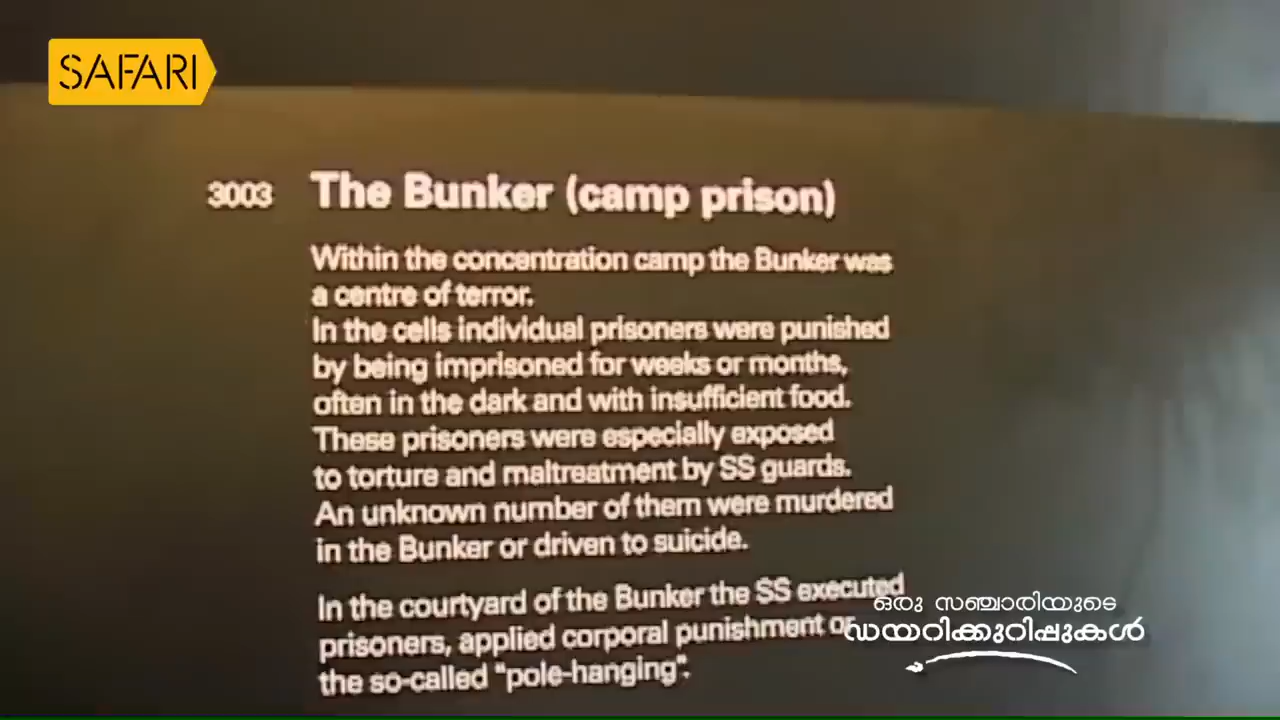 SAFARI
3003 The Bunker (camp prison)
Within the concentration camp the Bunker was
a centre of terror.
In the cells individual prisoners were punished
by being imprisoned for weeks or months,
often in the dark and with insufficient food.
These prisoners were especially exposed
to torture and maltreatment by SS guards.
An unknown number of them were murdered
in the Bunker or driven to suicide.
In the courtyard of the Bunker the SS executed
prisoners, applied corporal punishment or
the so-called "pole-hanging".
ഒരു സഞ്ചാരിയുടെ
ഡയറിക്കുറിപ്പുകൾ